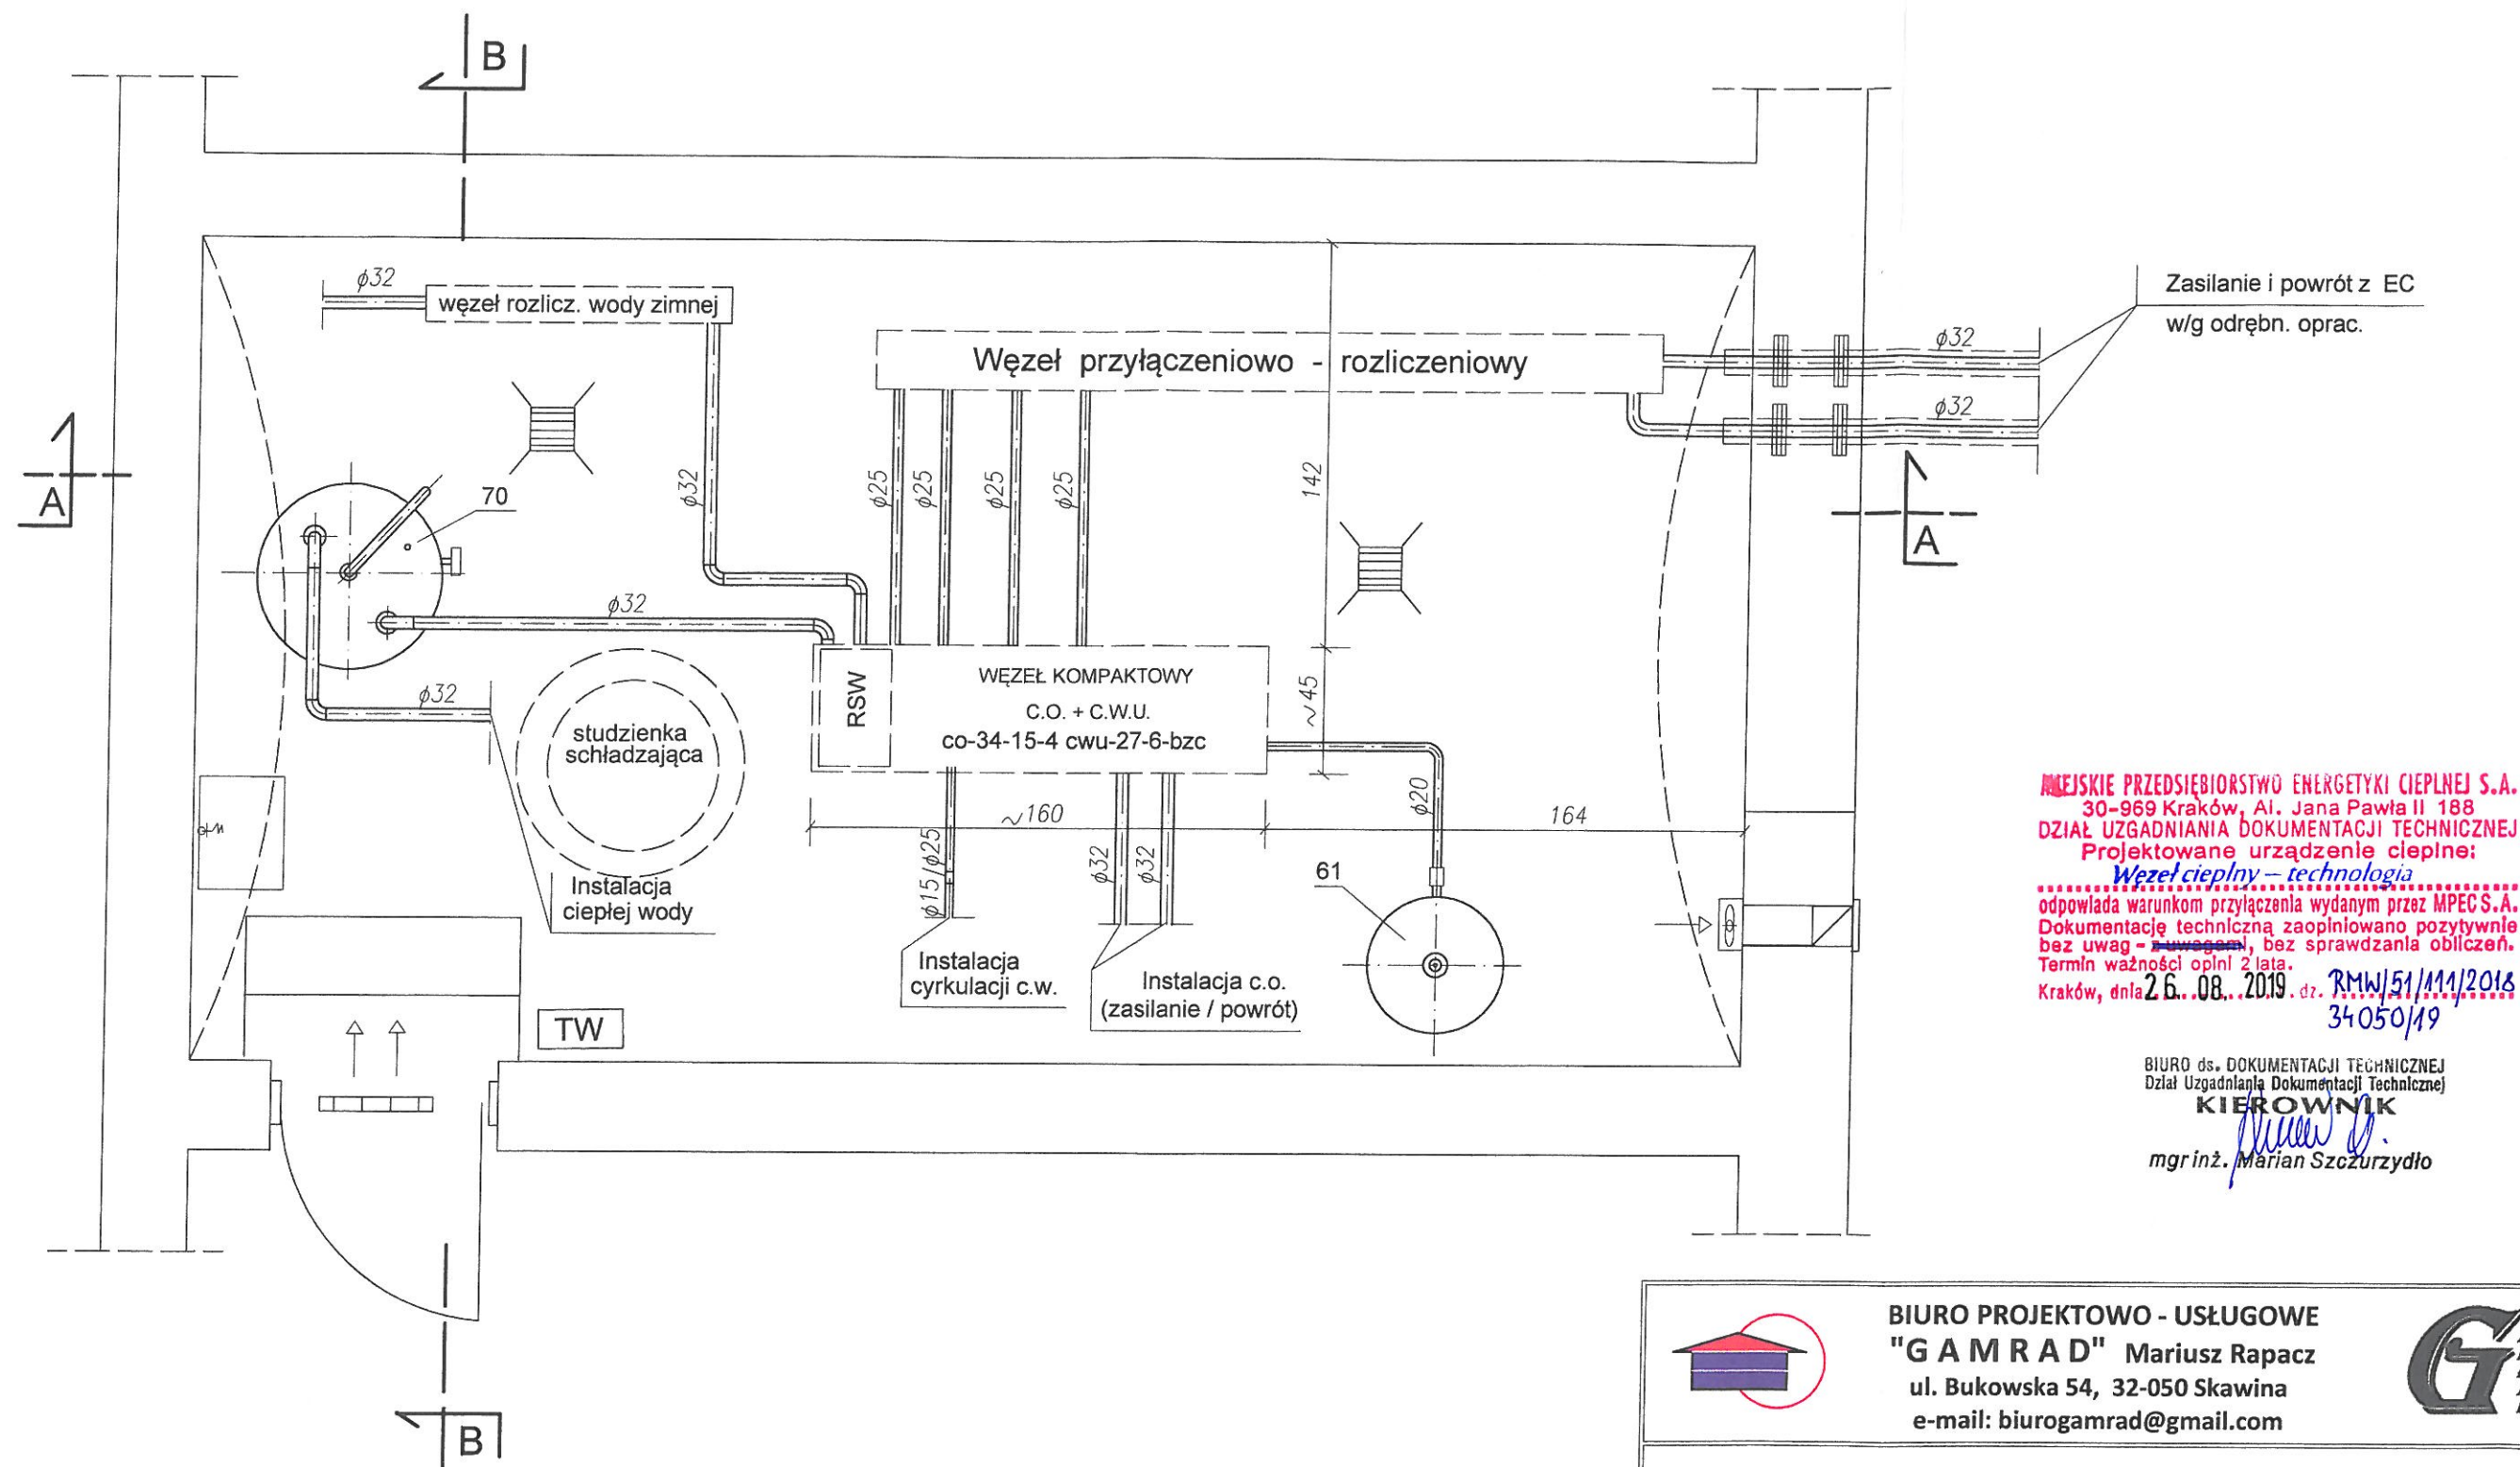 B
ϕ32
węzeł rozlicz. wody zimnej
Zasilanie i powrót z EC
w/g odrębn. oprac.
Węzeł przyłączeniowo - rozliczeniowy
ϕ32
ϕ32
A
70
ϕ32
ϕ25
ϕ25
ϕ25
ϕ25
142
A
ϕ32
ϕ32
studzienka
schładzająca
RSW
WĘZEŁ KOMPAKTOWY
C.O. + C.W.U.
co-34-15-4 cwu-27-6-bzc
~45
~160
164
ϕ20
ϕ15/ϕ25
ϕ32
ϕ32
61
Instalacja
ciepłej wody
Instalacja
cyrkulacji c.w.
Instalacja c.o.
(zasilanie / powrót)
TW
B
MIEJSKIE PRZEDSIĘBIORSTWO ENERGETYKI CIEPLNEJ S.A.
30-969 Kraków, Al. Jana Pawła II 188
DZIAŁ UZGADNIANIA DOKUMENTACJI TECHNICZNEJ
Projektowane urządzenie cieplne:
Węzeł cieplny – technologia
odpowiada warunkom przyłączenia wydanym przez MPEC S.A.
Dokumentację techniczną zaopiniowano pozytywnie
bez uwag - z uwagami, bez sprawdzania obliczeń.
Termin ważności opini 2 lata.
Kraków, dnia 26. 08. 2019. dz. RMW/51/111/2018
34050/19
BIURO ds. DOKUMENTACJI TECHNICZNEJ
Dział Uzgadniania Dokumentacji Technicznej
KIEROWNIK
mgr inż. Marian Szczurzydło
BIURO PROJEKTOWO - USŁUGOWE
"G A M R A D" Mariusz Rapacz
ul. Bukowska 54, 32-050 Skawina
e-mail: biurogamrad@gmail.com
G